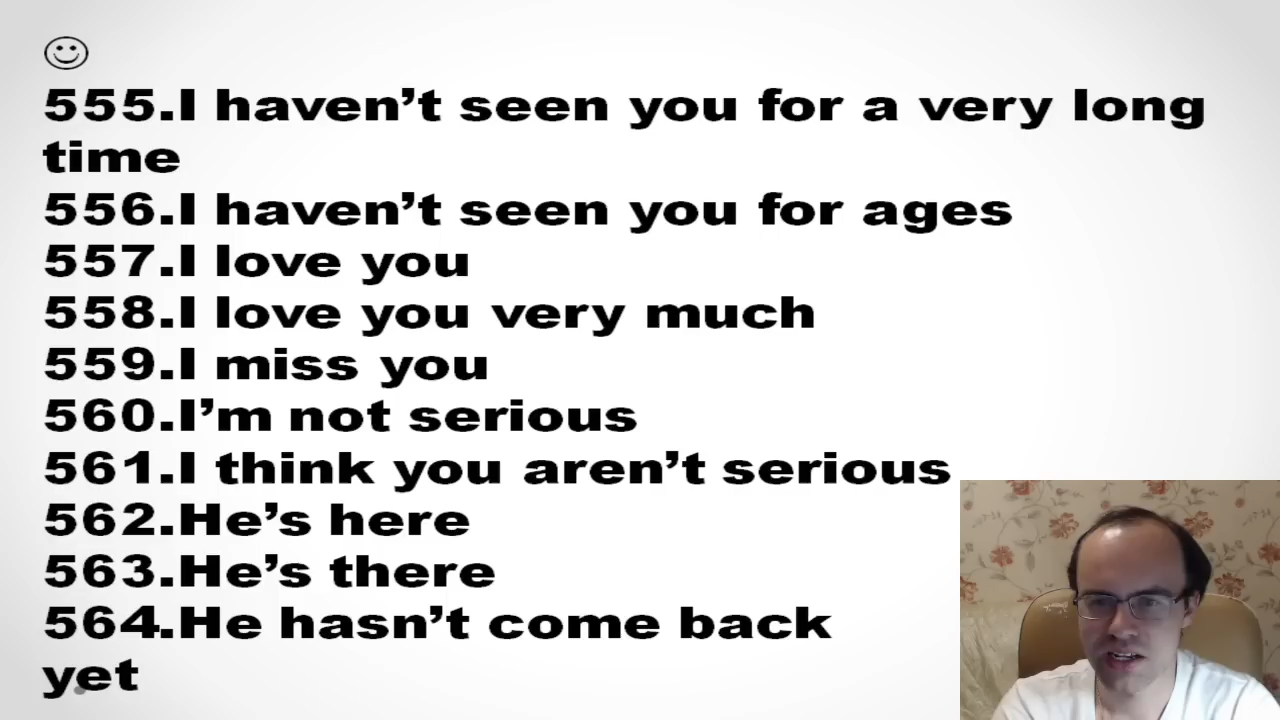 555.I haven’t seen you for a very long
time
556.I haven’t seen you for ages
557.I love you
558.I love you very much
559.I miss you
560.I’m not serious
561.I think you aren’t serious
562.He’s here
563.He’s there
564.He hasn’t come back
yet